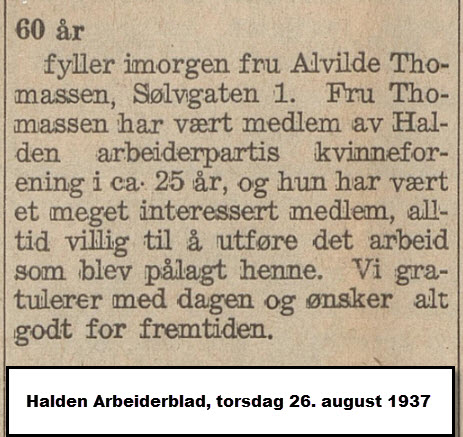 60 år
fyller imorgen fru Alvilde Tho-
massen, Sølvgaten 1. Fru Tho-
massen har vært medlem av Hal-
den arbeiderpartis kvinnefor-
ening i ca. 25 år, og hun har vært
et meget interessert medlem, all-
tid villig til å utføre det arbeid
som blev pålagt henne. Vi gra-
tulerer med dagen og ønsker alt
godt for fremtiden.
Halden Arbeiderblad, torsdag 26. august 1937